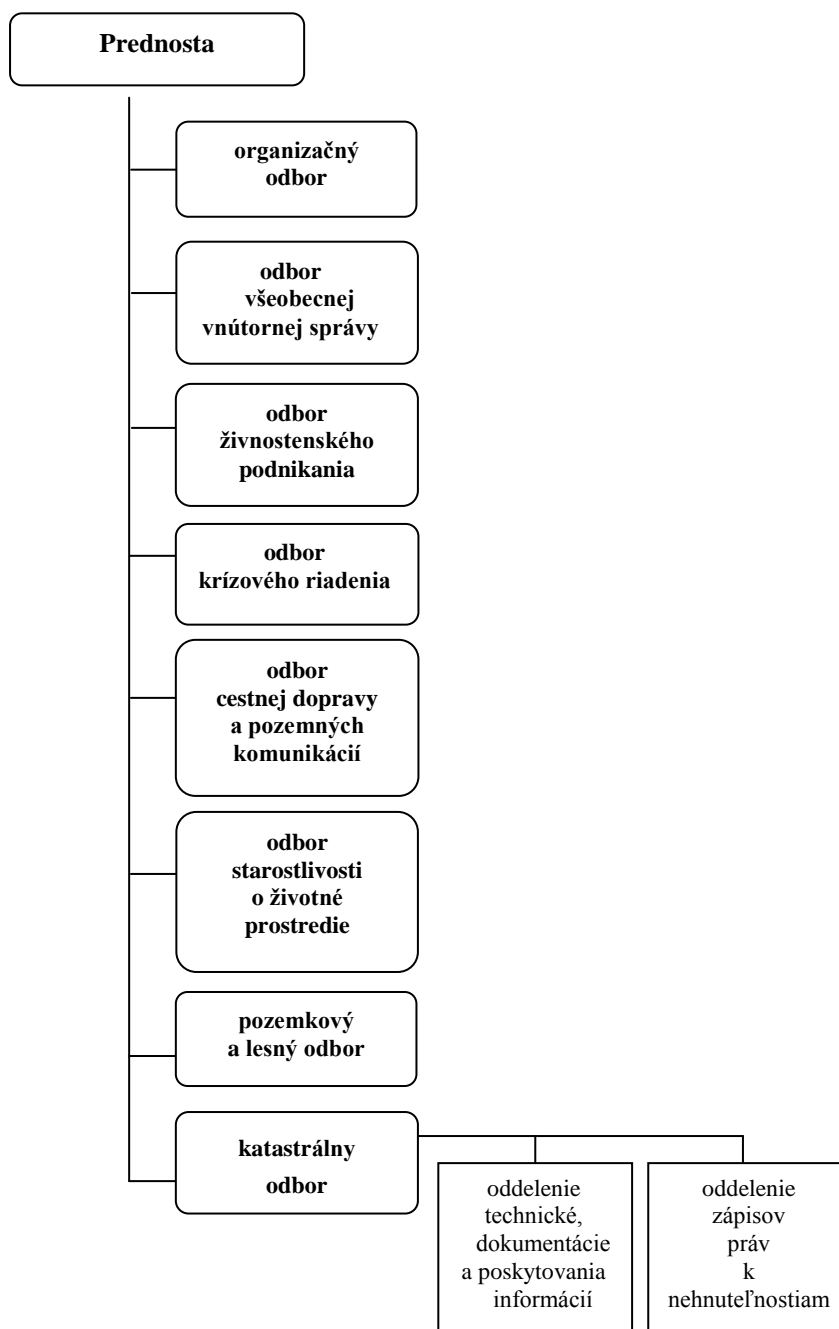 Prednosta
organizačný
odbor
odbor
všeobecnej
vnútornej správy
odbor
živnostenského
podnikania
odbor
krízového riadenia
odbor
cestnej dopravy
a pozemných
komunikácií
odbor
starostlivosti
o životné
prostredie
pozemkový
a lesný odbor
katastrálny
odbor
oddelenie
technické,
dokumentácie
a poskytovania
informácií
oddelenie
zápisov
práv
k
nehnuteľnostiam